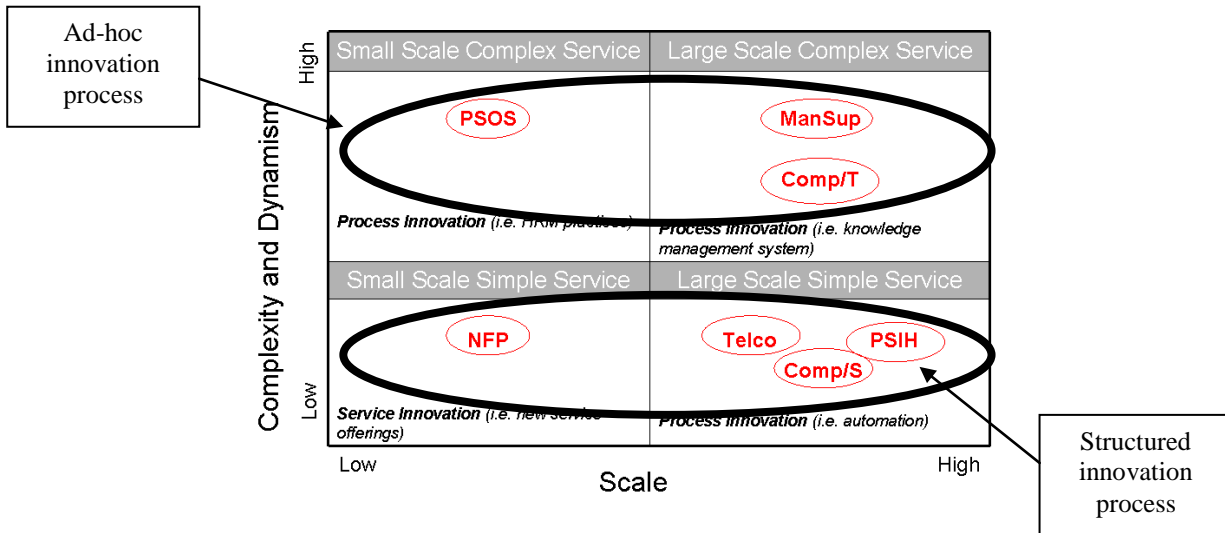 Ad-hoc
innovation
process
High
Complexity and Dynamism
Low
Small Scale Complex Service
Large Scale Complex Service
PSOS
ManSup
Comp/T
Process Innovation (i.e. HRM practices)
Process Innovation (i.e. knowledge
management system)
Small Scale Simple Service
Large Scale Simple Service
NFP
Telco
PSIH
Comp/S
Service Innovation (i.e. new service
offerings)
Process Innovation (i.e. automation)
Low
High
Scale
Structured
innovation
process